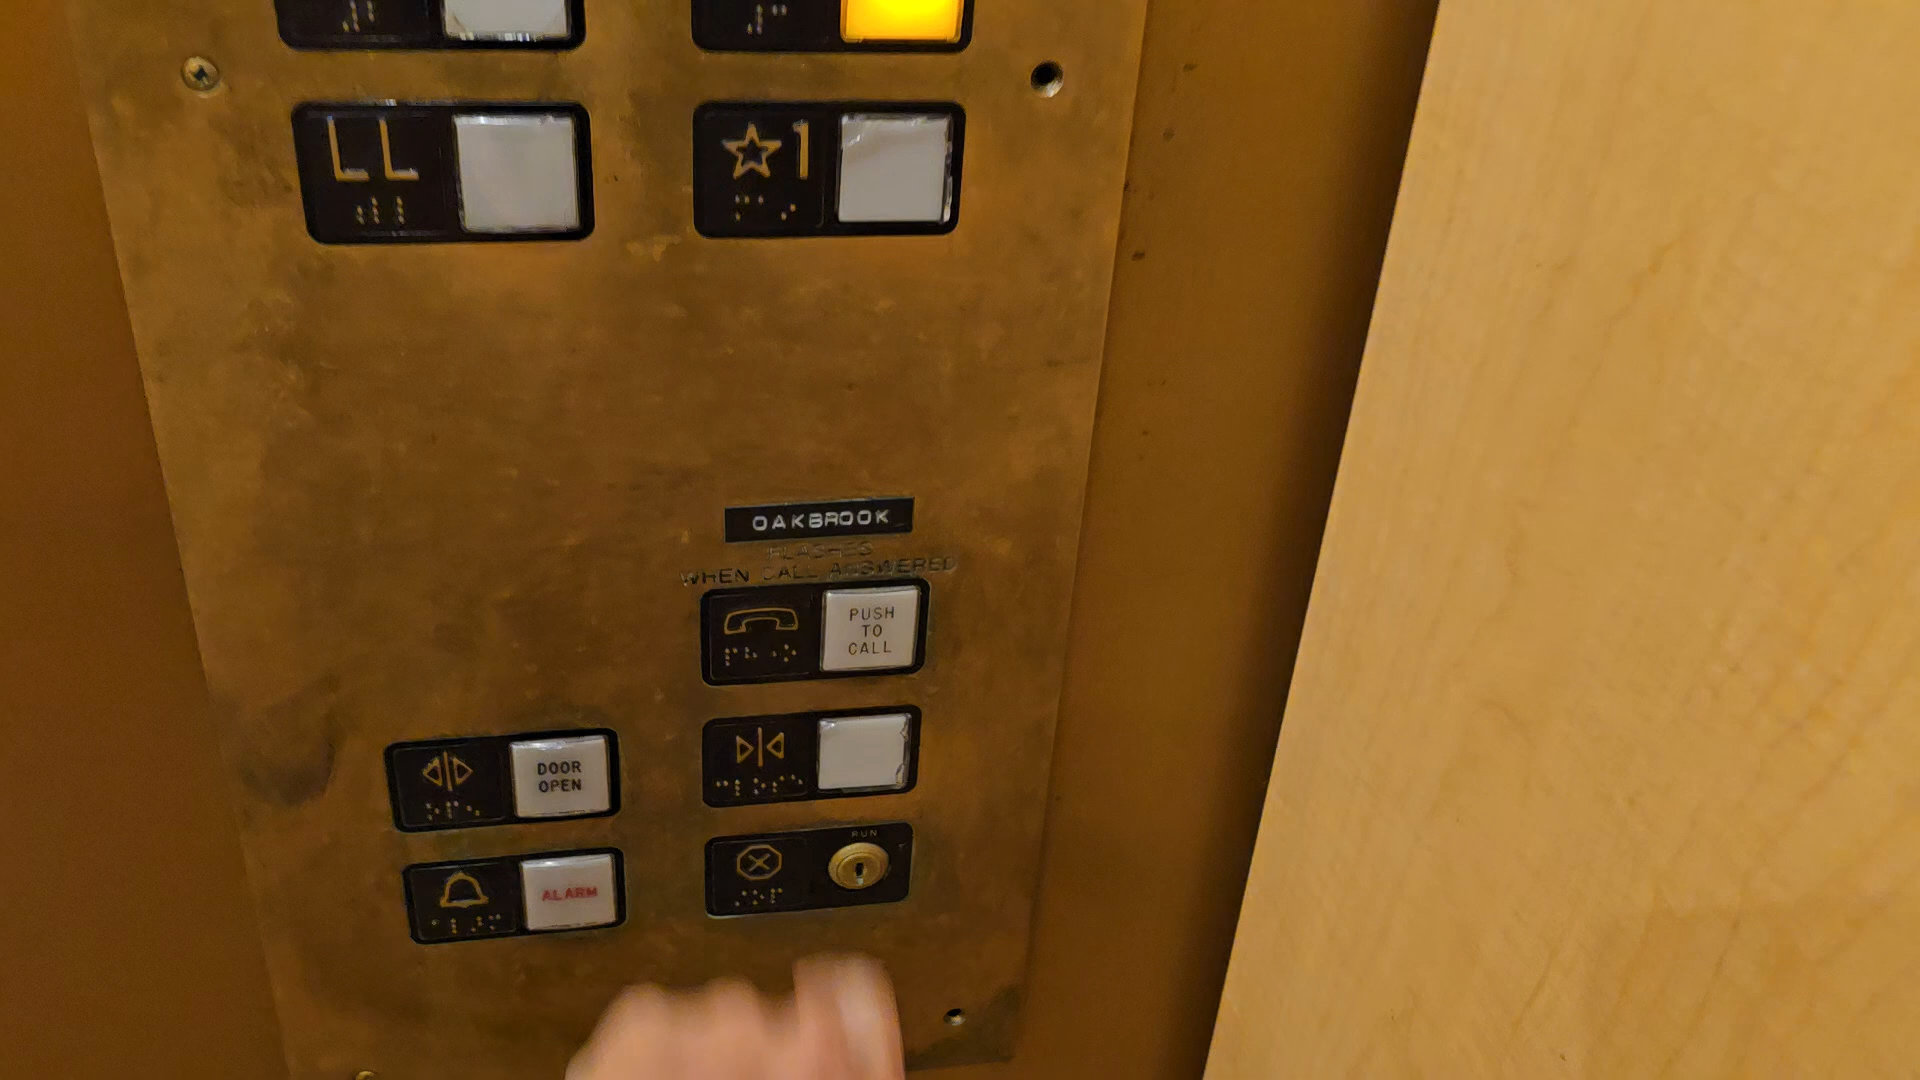 LL
☆1
OAKBROOK
FLASHES
WHEN CALL ANSWERED
PUSH
TO
CALL
DOOR
OPEN
RUN
ALARM